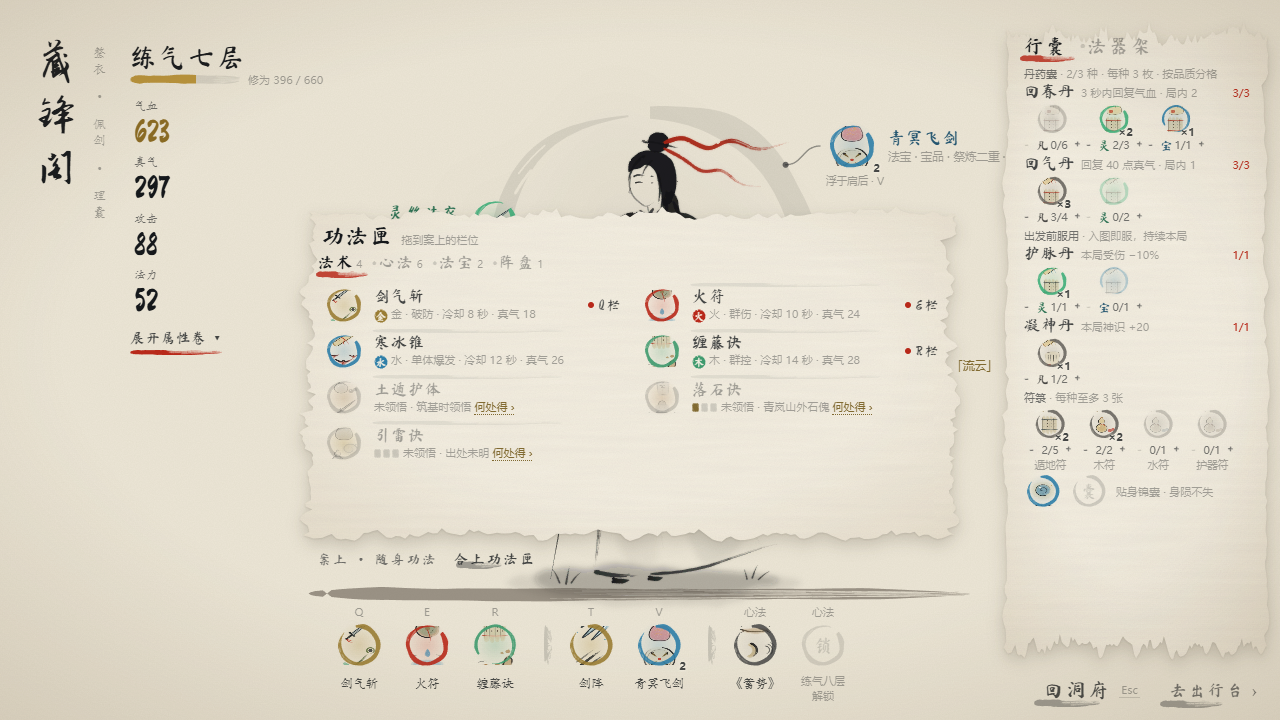 藏锋阁
整衣 • 佩剑 • 理囊
练气七层
修为 396 / 660
气血
623
真气
297
攻击
88
法力
52
展开属性卷 ▾
青冥飞剑
法宝 · 宝品 · 祭炼二重 ·
2
浮于肩后 · V
功法匣 拖到案上的栏位
法术 4 •心法 6 •法宝 2 •阵盘 1
剑气斩
金 金 · 破防 · 冷却 8 秒 · 真气 18
Q栏
火符
火 火 · 群伤 · 冷却 10 秒 · 真气 24
E栏
寒冰锥
水 水 · 单体爆发 · 冷却 12 秒 · 真气 26
缠藤诀
木 木 · 群控 · 冷却 14 秒 · 真气 28
R栏
土遁护体
未领悟 · 筑基时领悟 何处得 ›
落石诀
未领悟 · 青岚山外石傀 何处得 ›
引雷诀
未领悟 · 出处未明 何处得 ›
「流云」
案上 • 随身功法 合上功法匣
Q E R T V 心法 心法
2
锁
剑气斩 火符 缠藤诀 剑降 青冥飞剑 《蓄势》 练气八层
解锁
行囊 •法器架
丹药囊 · 2/3 种 · 每种 3 枚 · 按品质分格
回春丹 3 秒内回复气血 · 局内 2 3/3
×2 ×1
- 凡 0/6 + - 灵 2/3 + - 宝 1/1 +
回气丹 回复 40 点真气 · 局内 1 3/3
×3
- 凡 3/4 + - 灵 0/2 +
出发前服用 · 入图即服，持续本局
护脉丹 本局受伤 −10% 1/1
×1
- 灵 1/1 + - 宝 0/1 +
凝神丹 本局神识 +20 1/1
×1
- 凡 1/2 +
符箓 · 每种至多 3 张
×2 ×2
- 2/5 + - 2/2 + - 0/1 + - 0/1 +
遁地符 木符 水符 护器符
囊 贴身锦囊 · 身陨不失
回洞府 Esc 去出行台 ›